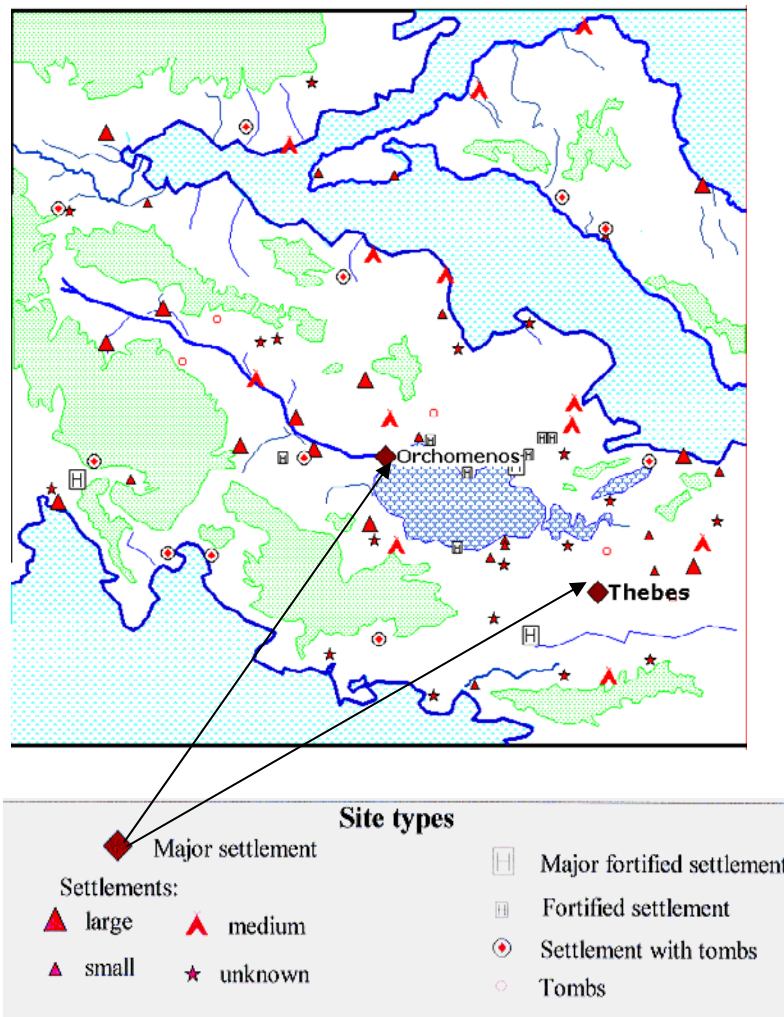 Orchomenos
Thebes
Site types
Major settlement
Settlements:
large
medium
small
unknown
Major fortified settlement
Fortified settlement
Settlement with tombs
Tombs